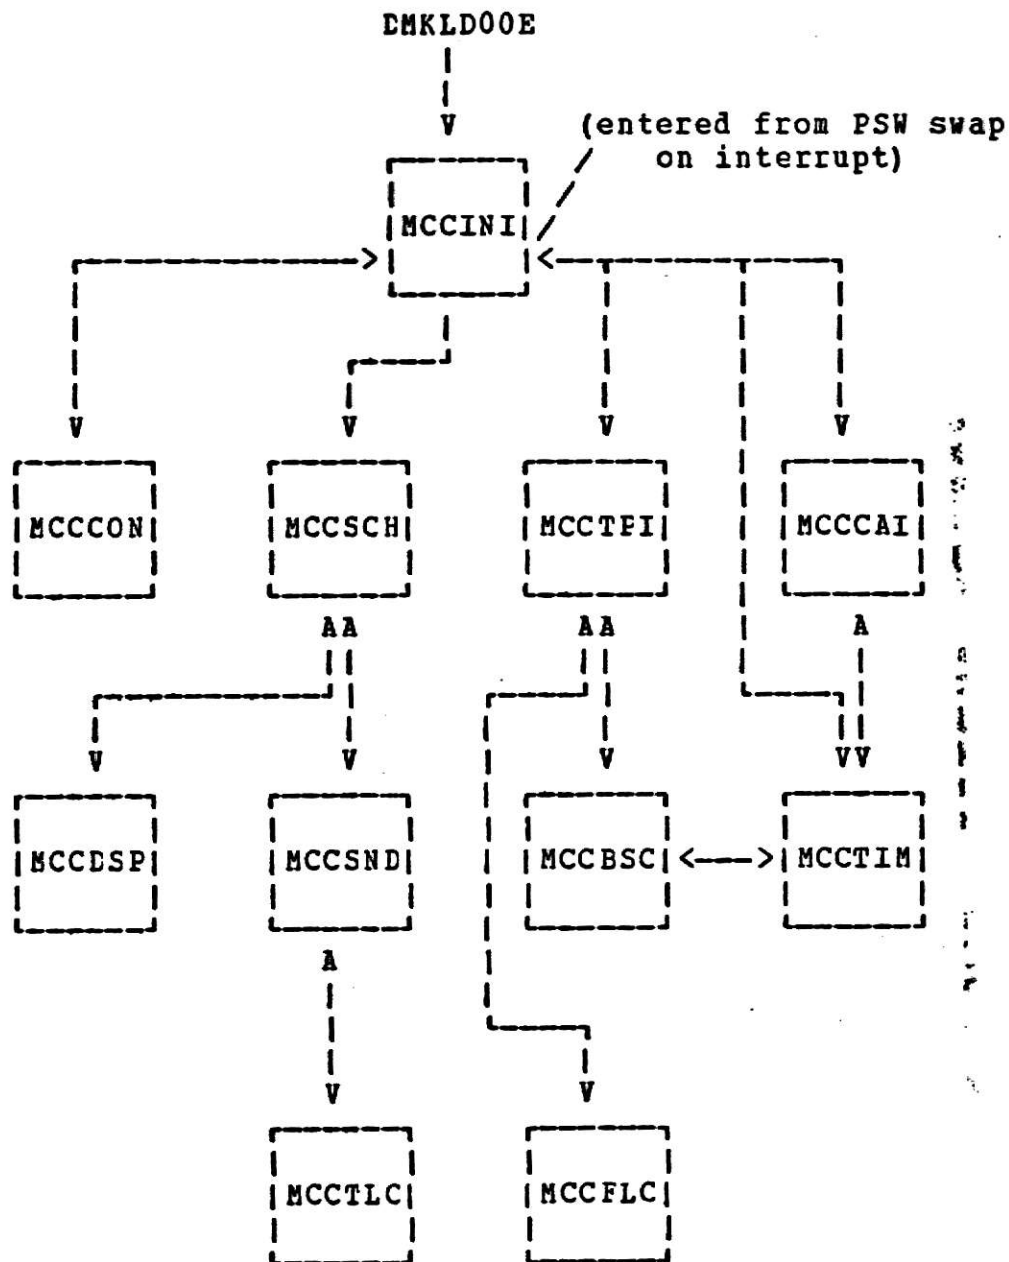 DMKLD00E
(entered from PSW swap
on interrupt)
MCCINI
MCCCON MCCSCH MCCTPI MCCCAI
MCCDSP MCCSND MCCBSC <---> MCCTIM
MCCTLC MCCFLC